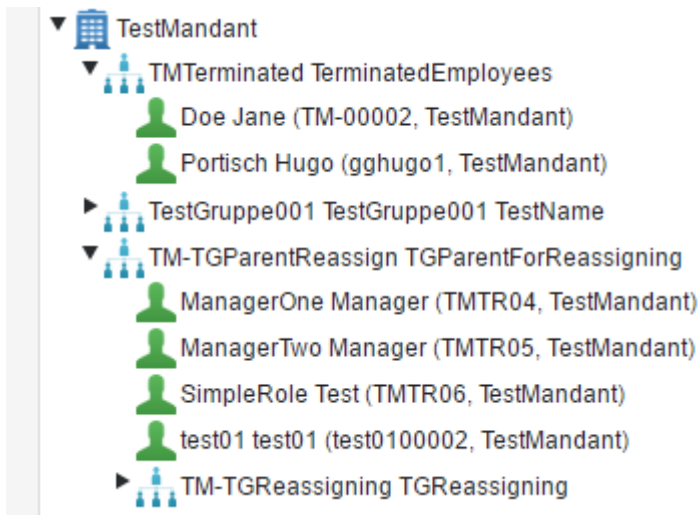 TestMandant
TMTerminated TerminatedEmployees
Doe Jane (TM-00002, TestMandant)
Portisch Hugo (gghugo1, TestMandant)
TestGruppe001 TestGruppe001 TestName
TM-TGParentReassign TGParentForReassigning
ManagerOne Manager (TMTR04, TestMandant)
ManagerTwo Manager (TMTR05, TestMandant)
SimpleRole Test (TMTR06, TestMandant)
test01 test01 (test0100002, TestMandant)
TM-TGReassigning TGReassigning